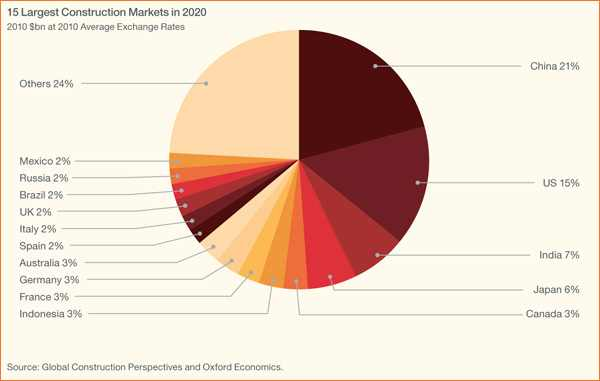 15 Largest Construction Markets in 2020
2010 $bn at 2010 Average Exchange Rates
China 21%
US 15%
India 7%
Japan 6%
Canada 3%
Indonesia 3%
France 3%
Germany 3%
Australia 3%
Spain 2%
Italy 2%
UK 2%
Brazil 2%
Russia 2%
Mexico 2%
Others 24%
Source: Global Construction Perspectives and Oxford Economics.